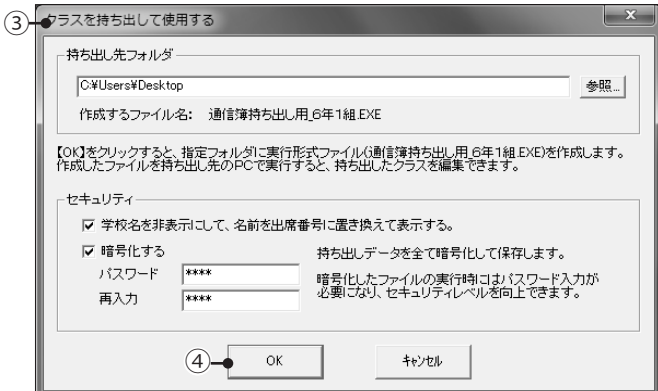 ③
クラスを持ち出して使用する
持ち出し先フォルダ
C:¥Users¥Desktop
参照...
作成するファイル名: 通信簿持ち出し用_6年1組.EXE
【OK】をクリックすると、指定フォルダに実行形式ファイル(通信簿持ち出し用_6年1組.EXE)を作成します。
作成したファイルを持ち出し先のPCで実行すると、持ち出したクラスを編集できます。
セキュリティ
学校名を非表示にして、名前を出席番号に置き換えて表示する。
暗号化する 持ち出しデータを全て暗号化して保存します。
パスワード **** 暗号化したファイルの実行時にはパスワード入力が
再入力 **** 必要になり、セキュリティレベルを向上できます。
④ OK キャンセル